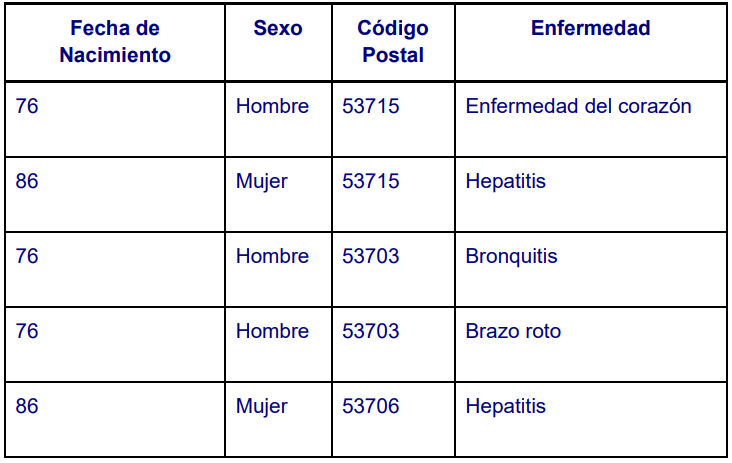 Fecha de Nacimiento Sexo Código Postal Enfermedad
76 Hombre 53715 Enfermedad del corazón
86 Mujer 53715 Hepatitis
76 Hombre 53703 Bronquitis
76 Hombre 53703 Brazo roto
86 Mujer 53706 Hepatitis